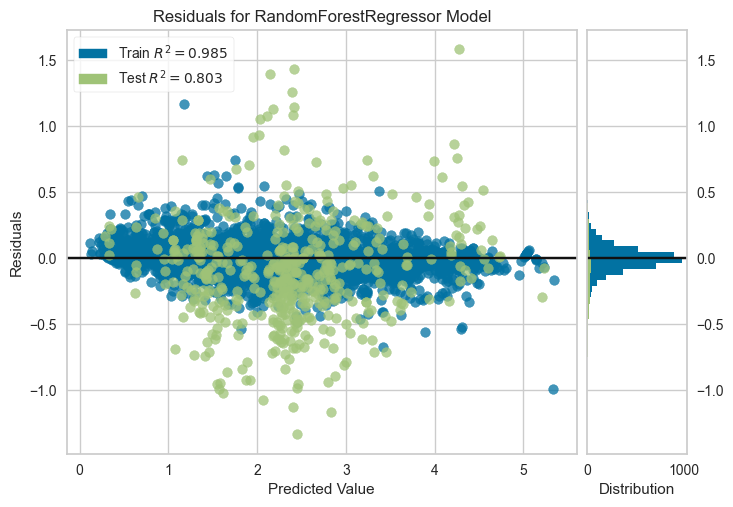 Residuals for RandomForestRegressor Model
Train R² = 0.985
Test R² = 0.803
1.5
1.0
0.5
0.0
−0.5
−1.0
Residuals
0 1 2 3 4 5
Predicted Value
1.5
1.0
0.5
0.0
−0.5
−1.0
0 1000
Distribution